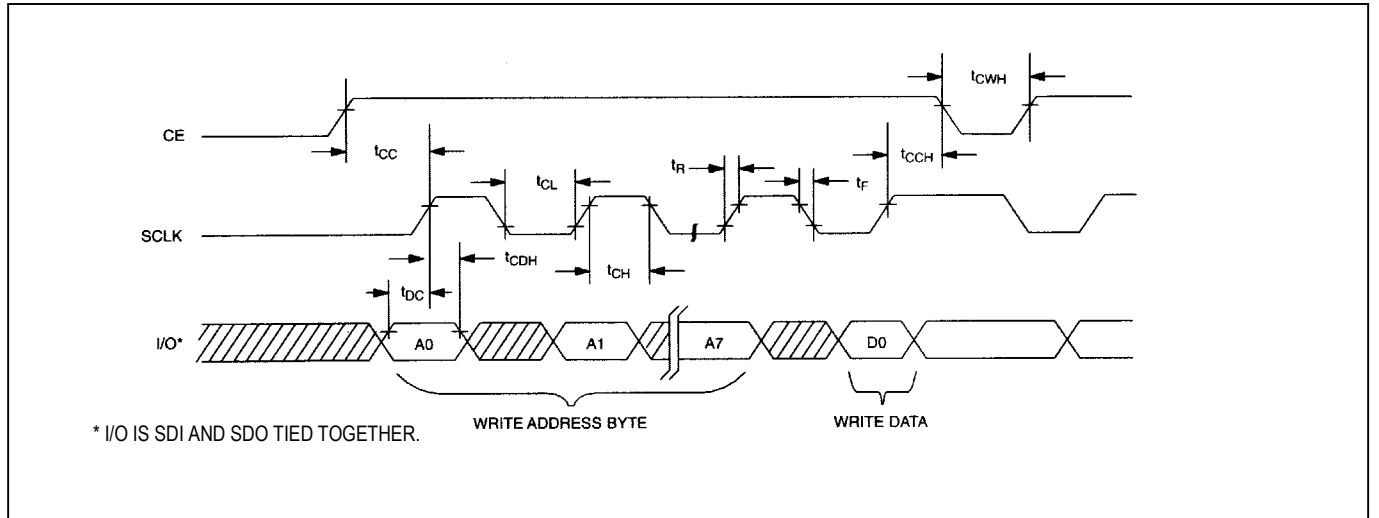 tCWH
CE
tCC
tCCH
tR
tCL
tF
SCLK
tCDH
tCH
tDC
I/O*
A0
A1
A7
D0
WRITE ADDRESS BYTE
WRITE DATA
* I/O IS SDI AND SDO TIED TOGETHER.